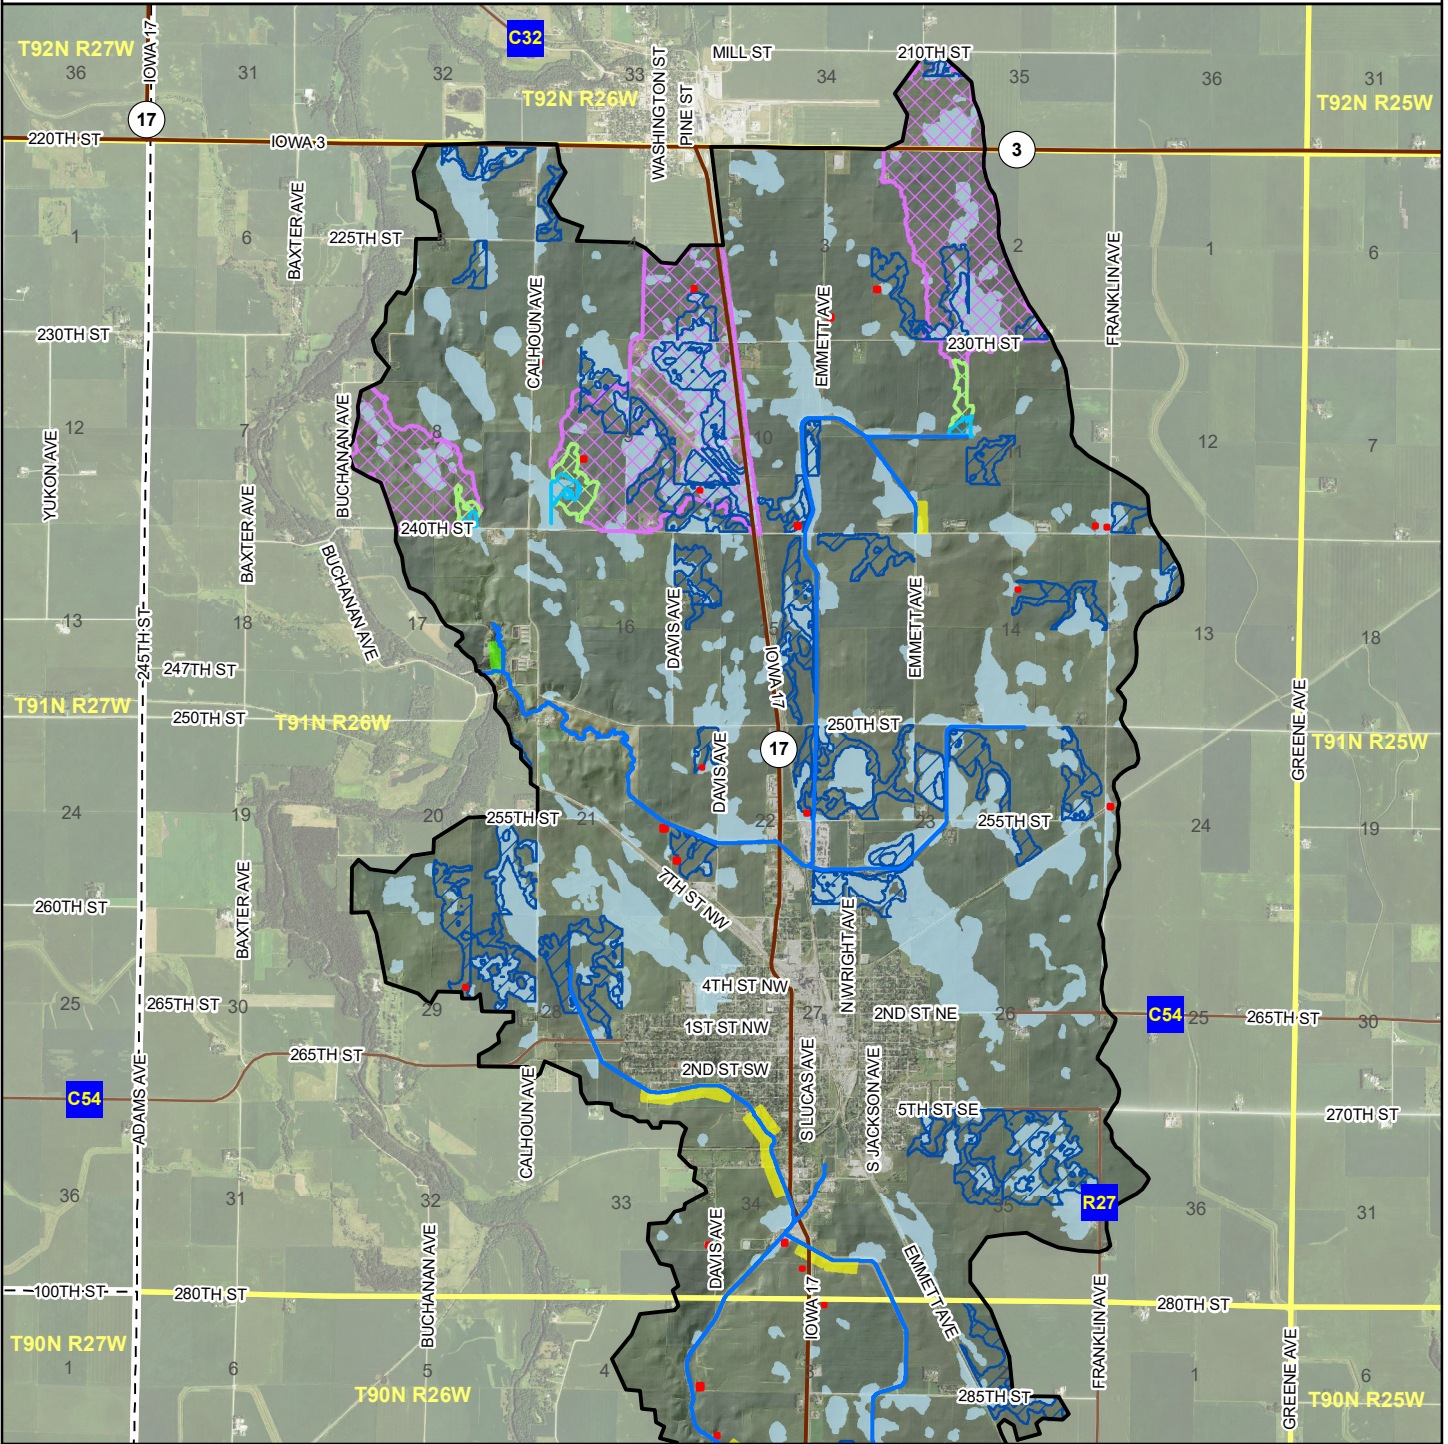 C32
T92N R27W
IOWA 17
MILL ST
210TH ST
36
31
32
33
34
35
36
31
WASHINGTON ST
T92N R26W
T92N R25W
PINE ST
17
220TH ST
IOWA 3
3
BAXTER AVE
1
6
225TH ST
5
4
3
2
1
6
FRANKLIN AVE
CALHOUN AVE
EMMETT AVE
230TH ST
230TH ST
BUCHANAN AVE
YUKON AVE
12
7
8
9
10
11
12
7
BAXTER AVE
240TH ST
BUCHANAN AVE
DAVIS AVE
EMMETT AVE
13
18
17
16
15
14
13
18
245TH ST
247TH ST
IOWA 17
GREENE AVE
T91N R27W
250TH ST
T91N R26W
250TH ST
T91N R25W
17
DAVIS AVE
24
19
20
255TH ST
21
22
23
255TH ST
24
19
BAXTER AVE
7TH ST NW
260TH ST
N WRIGHT AVE
4TH ST NW
25
265TH ST
30
29
28
27
2ND ST NE
26
C54
25
265TH ST
30
1ST ST NW
265TH ST
2ND ST SW
S LUCAS AVE
S JACKSON AVE
C54
ADAMS AVE
CALHOUN AVE
5TH ST SE
270TH ST
36
31
32
33
34
35
R27
36
31
BUCHANAN AVE
DAVIS AVE
EMMETT AVE
100TH ST
280TH ST
IOWA 17
FRANKLIN AVE
280TH ST
T90N R27W
GREENE AVE
1
6
5
4
3
1
6
T90N R26W
285TH ST
T90N R25W